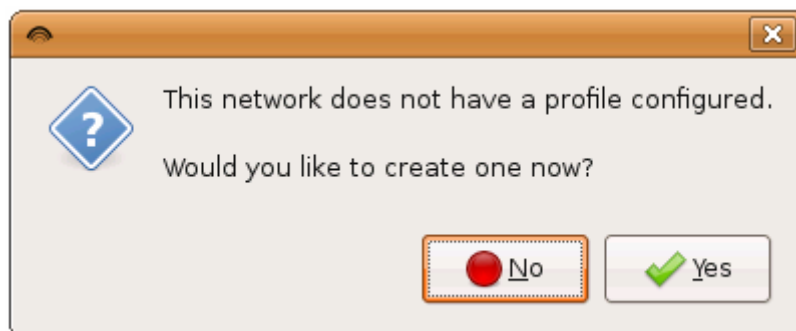 This network does not have a profile configured.
Would you like to create one now?
No
Yes